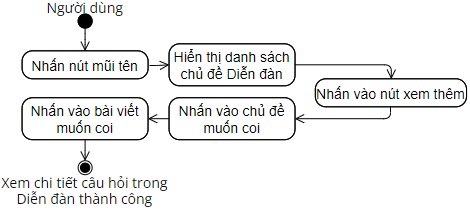 Người dùng
Nhấn nút mũi tên
Hiển thị danh sách
chủ đề Diễn đàn
Nhấn vào nút xem thêm
Nhấn vào chủ đề
muốn coi
Nhấn vào bài viết
muốn coi
Xem chi tiết câu hỏi trong
Diễn đàn thành công